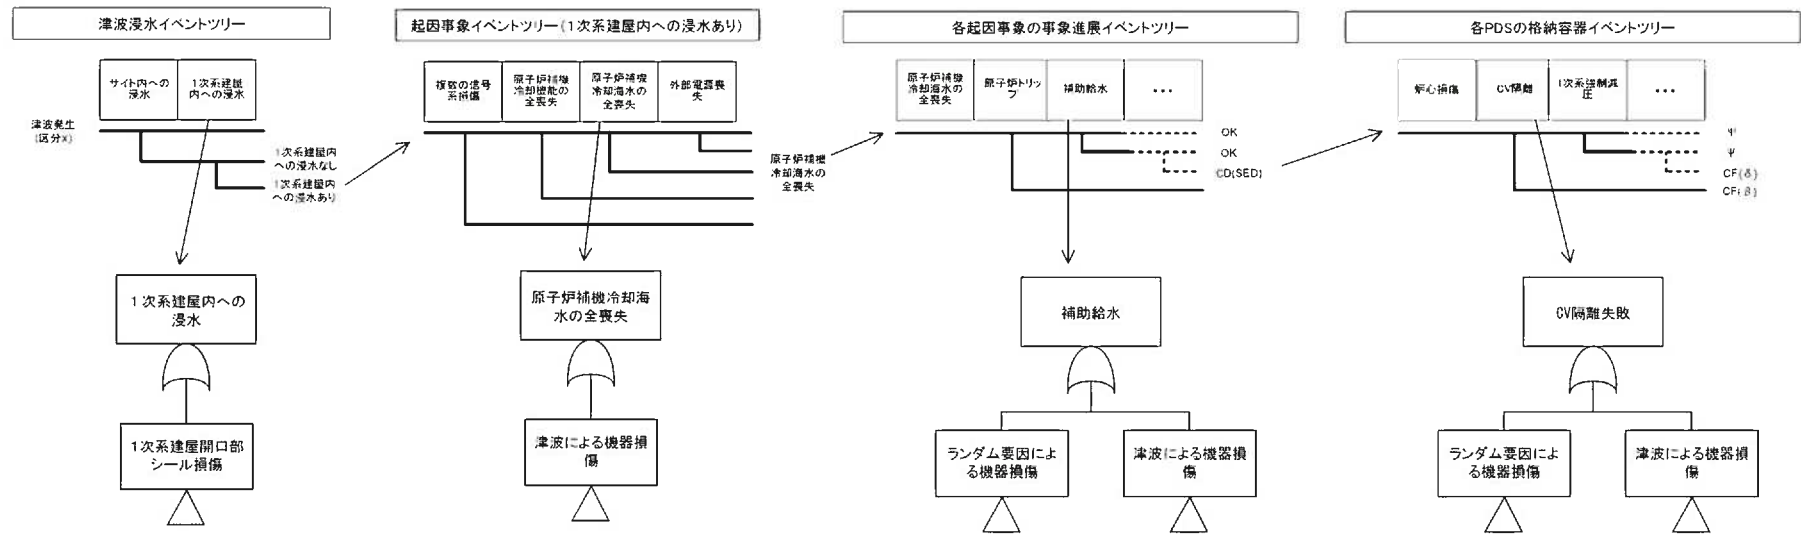 津波浸水イベントツリー
サイト内への
浸水
1次系建屋
内への浸水
津波発生
(区分X)
1次系建屋内
への浸水なし
1次系建屋内
への浸水あり
1次系建屋内への
浸水
1次系建屋開口部
シール損傷
起因事象イベントツリー(1次系建屋内への浸水あり)
複数の信号
系損傷
原子炉補機
冷却機能の
全喪失
原子炉補機
冷却海水の
全喪失
外部電源喪
失
原子炉補機
冷却海水の
全喪失
原子炉補機冷却海
水の全喪失
津波による機器損
傷
各起因事象の事象進展イベントツリー
原子炉補機
冷却海水の
全喪失
原子炉トリッ
プ
補助給水
・・・
OK
OK
CD(SED)
補助給水
ランダム要因によ
る機器損傷
津波による機器損
傷
各PDSの格納容器イベントツリー
炉心損傷
CV隔離
1次系強制減
圧
・・・
Ψ
Ψ
CF(δ)
CF(β)
CV隔離失敗
ランダム要因によ
る機器損傷
津波による機器損
傷